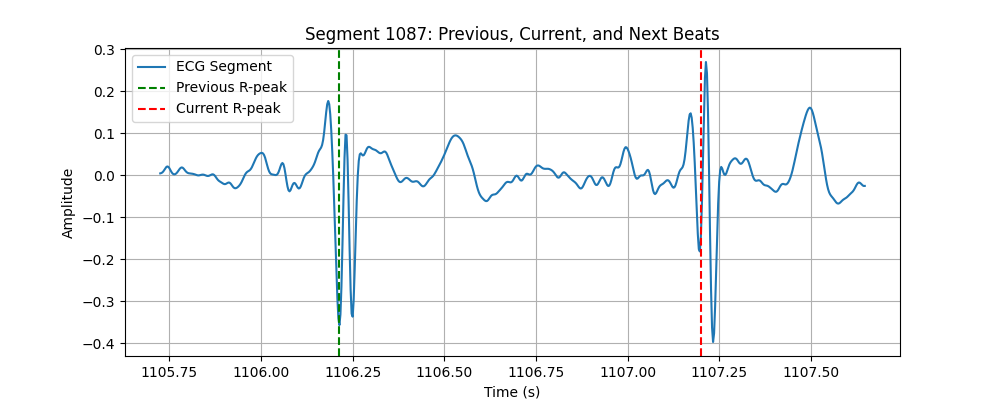 Segment 1087: Previous, Current, and Next Beats
ECG Segment
Previous R-peak
Current R-peak
Amplitude
0.3
0.2
0.1
0.0
−0.1
−0.2
−0.3
−0.4
1105.75 1106.00 1106.25 1106.50 1106.75 1107.00 1107.25 1107.50
Time (s)